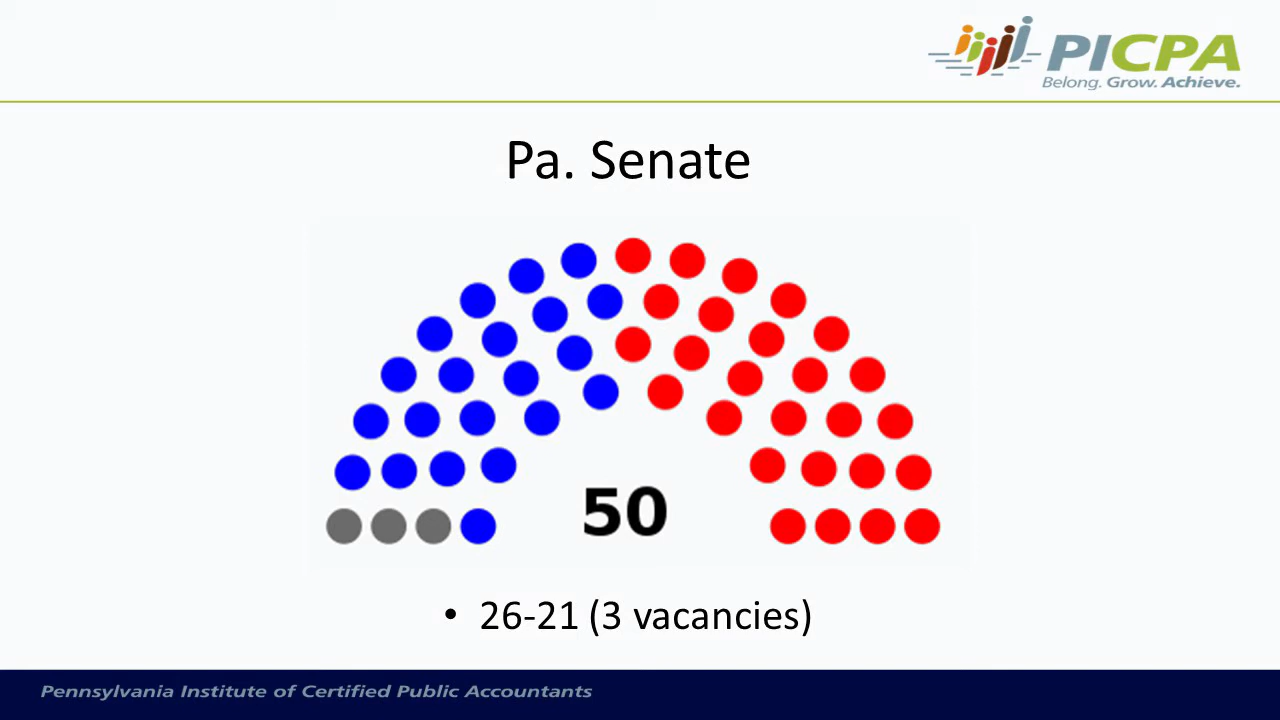 PICPA
Belong. Grow. Achieve.
Pa. Senate
50
• 26-21 (3 vacancies)
Pennsylvania Institute of Certified Public Accountants